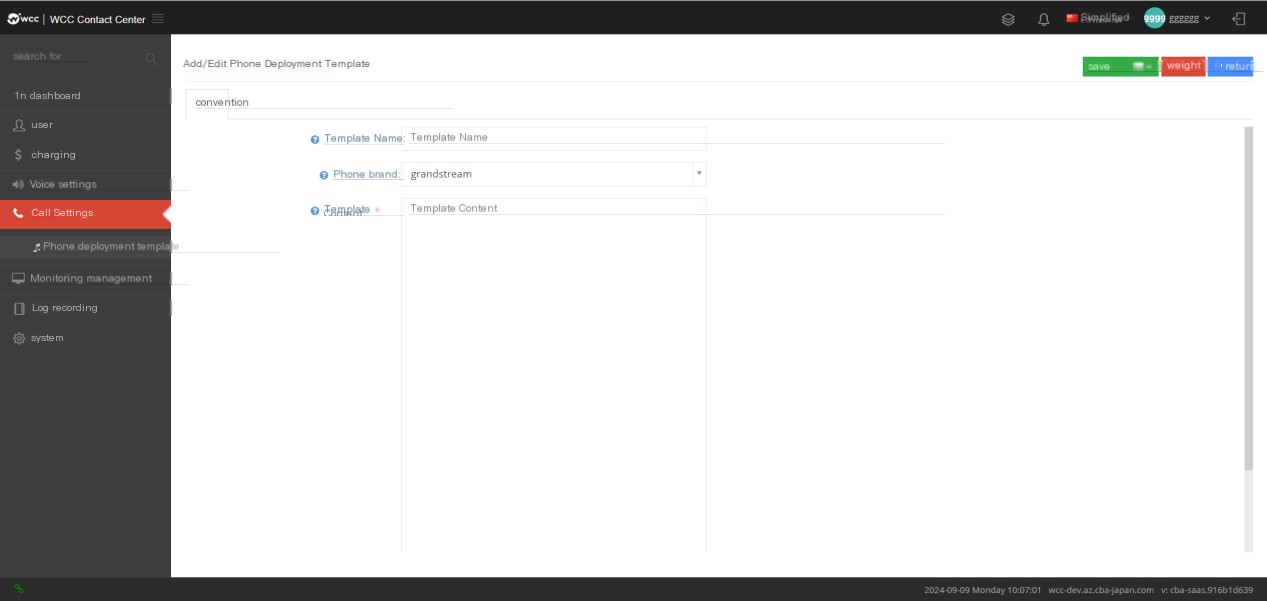 wcc | WCC Contact Center
Simplified
9999 gggggg
search for
Add/Edit Phone Deployment Template
save
weight
return
1n dashboard
convention
user
Template Name: Template Name
charging
Phone brand: grandstream
Voice settings
Call Settings
Template Content * Template Content
Phone deployment template
Monitoring management
Log recording
system
2024-09-09 Monday 10:07:01 wcc-dev.az.cba-japan.com v: cba-saas.916b1d639